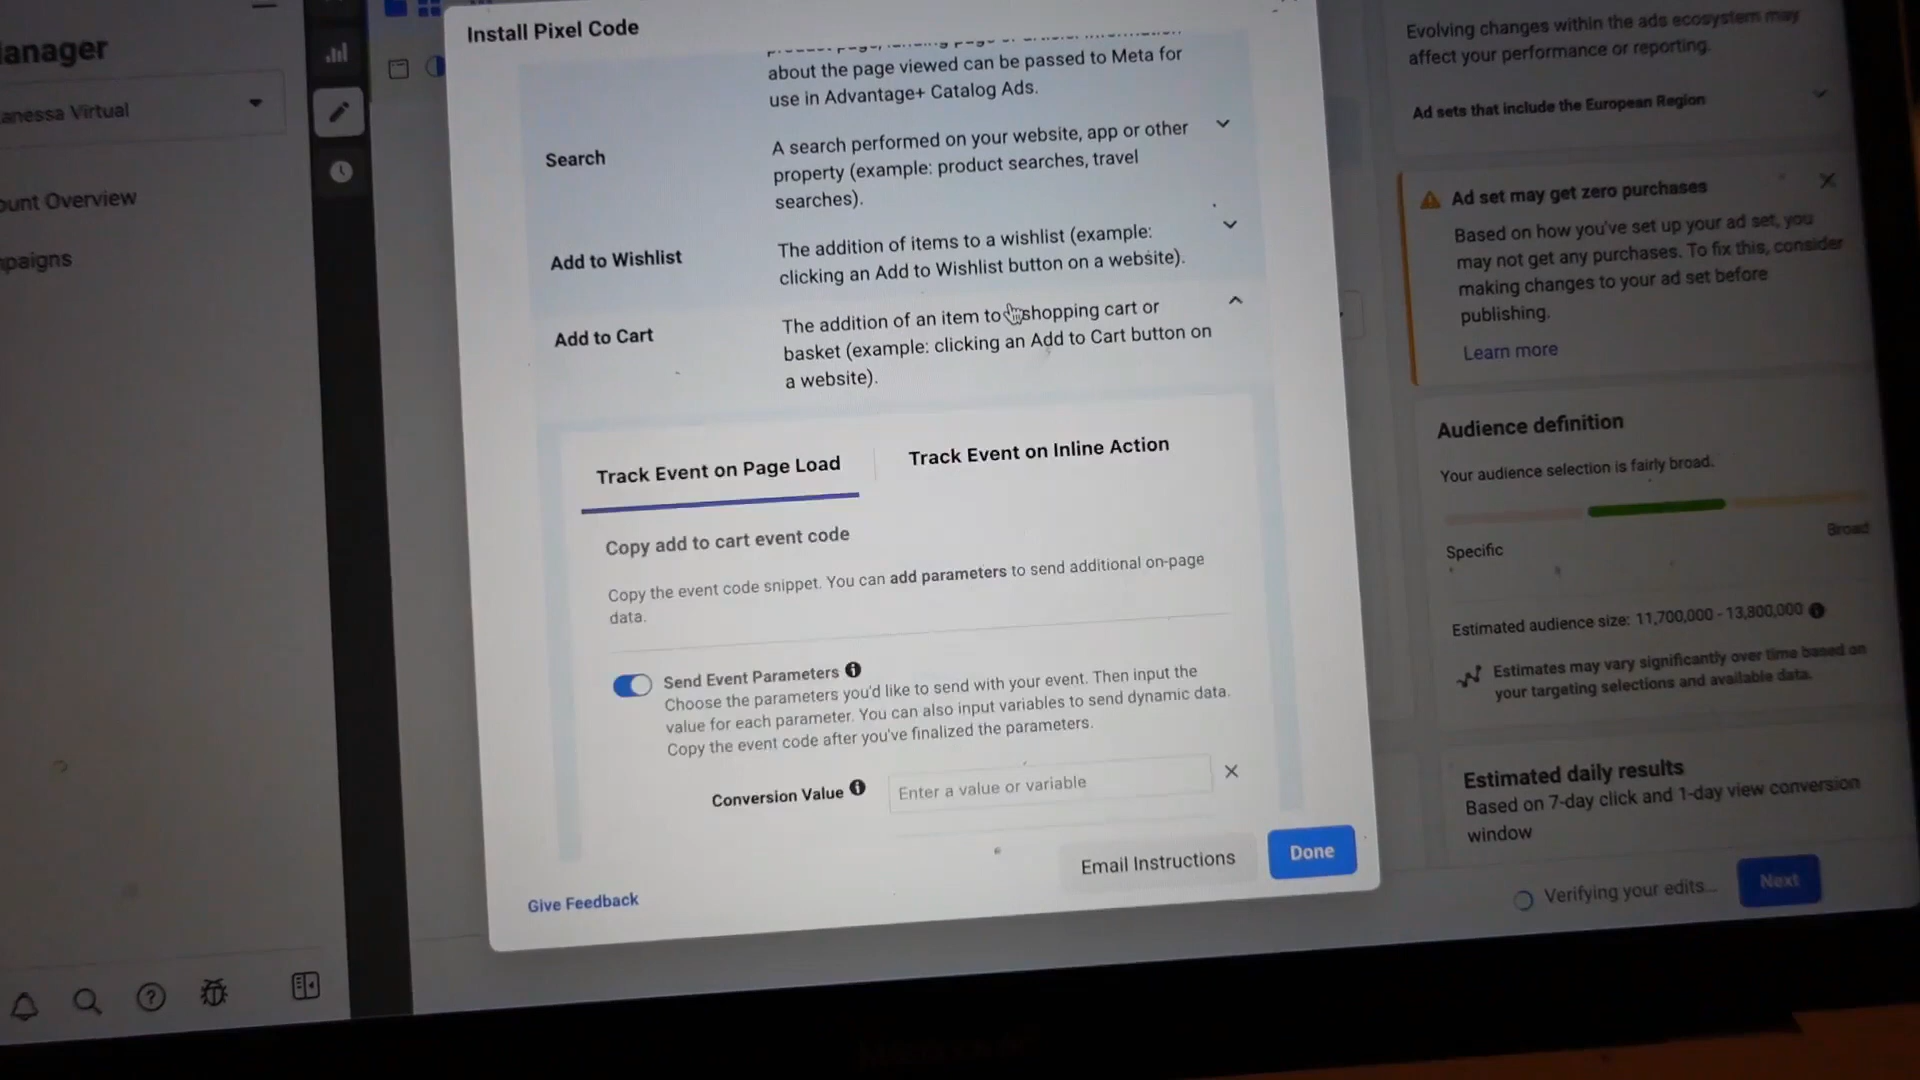 anager
anessa Virtual
ount Overview
paigns
Install Pixel Code
about the page viewed can be passed to Meta for
use in Advantage+ Catalog Ads.
Search
A search performed on your website, app or other
property (example: product searches, travel
searches).
Add to Wishlist
The addition of items to a wishlist (example:
clicking an Add to Wishlist button on a website).
Add to Cart
The addition of an item to shopping cart or
basket (example: clicking an Add to Cart button on
a website).
Track Event on Page Load
Track Event on Inline Action
Copy add to cart event code
Copy the event code snippet. You can add parameters to send additional on-page
data.
Send Event Parameters
Choose the parameters you'd like to send with your event. Then input the
value for each parameter. You can also input variables to send dynamic data.
Copy the event code after you've finalized the parameters.
Conversion Value
Enter a value or variable
Give Feedback
Email Instructions
Done
Evolving changes within the ads ecosystem may
affect your performance or reporting.
Ad sets that include the European Region
Ad set may get zero purchases
Based on how you've set up your ad set, you
may not get any purchases. To fix this, consider
making changes to your ad set before
publishing.
Learn more
Audience definition
Your audience selection is fairly broad.
Specific
Broad
Estimated audience size: 11,700,000 - 13,800,000
Estimates may vary significantly over time based on
your targeting selections and available data.
Estimated daily results
Based on 7-day click and 1-day view conversion
window
Verifying your edits...
Next